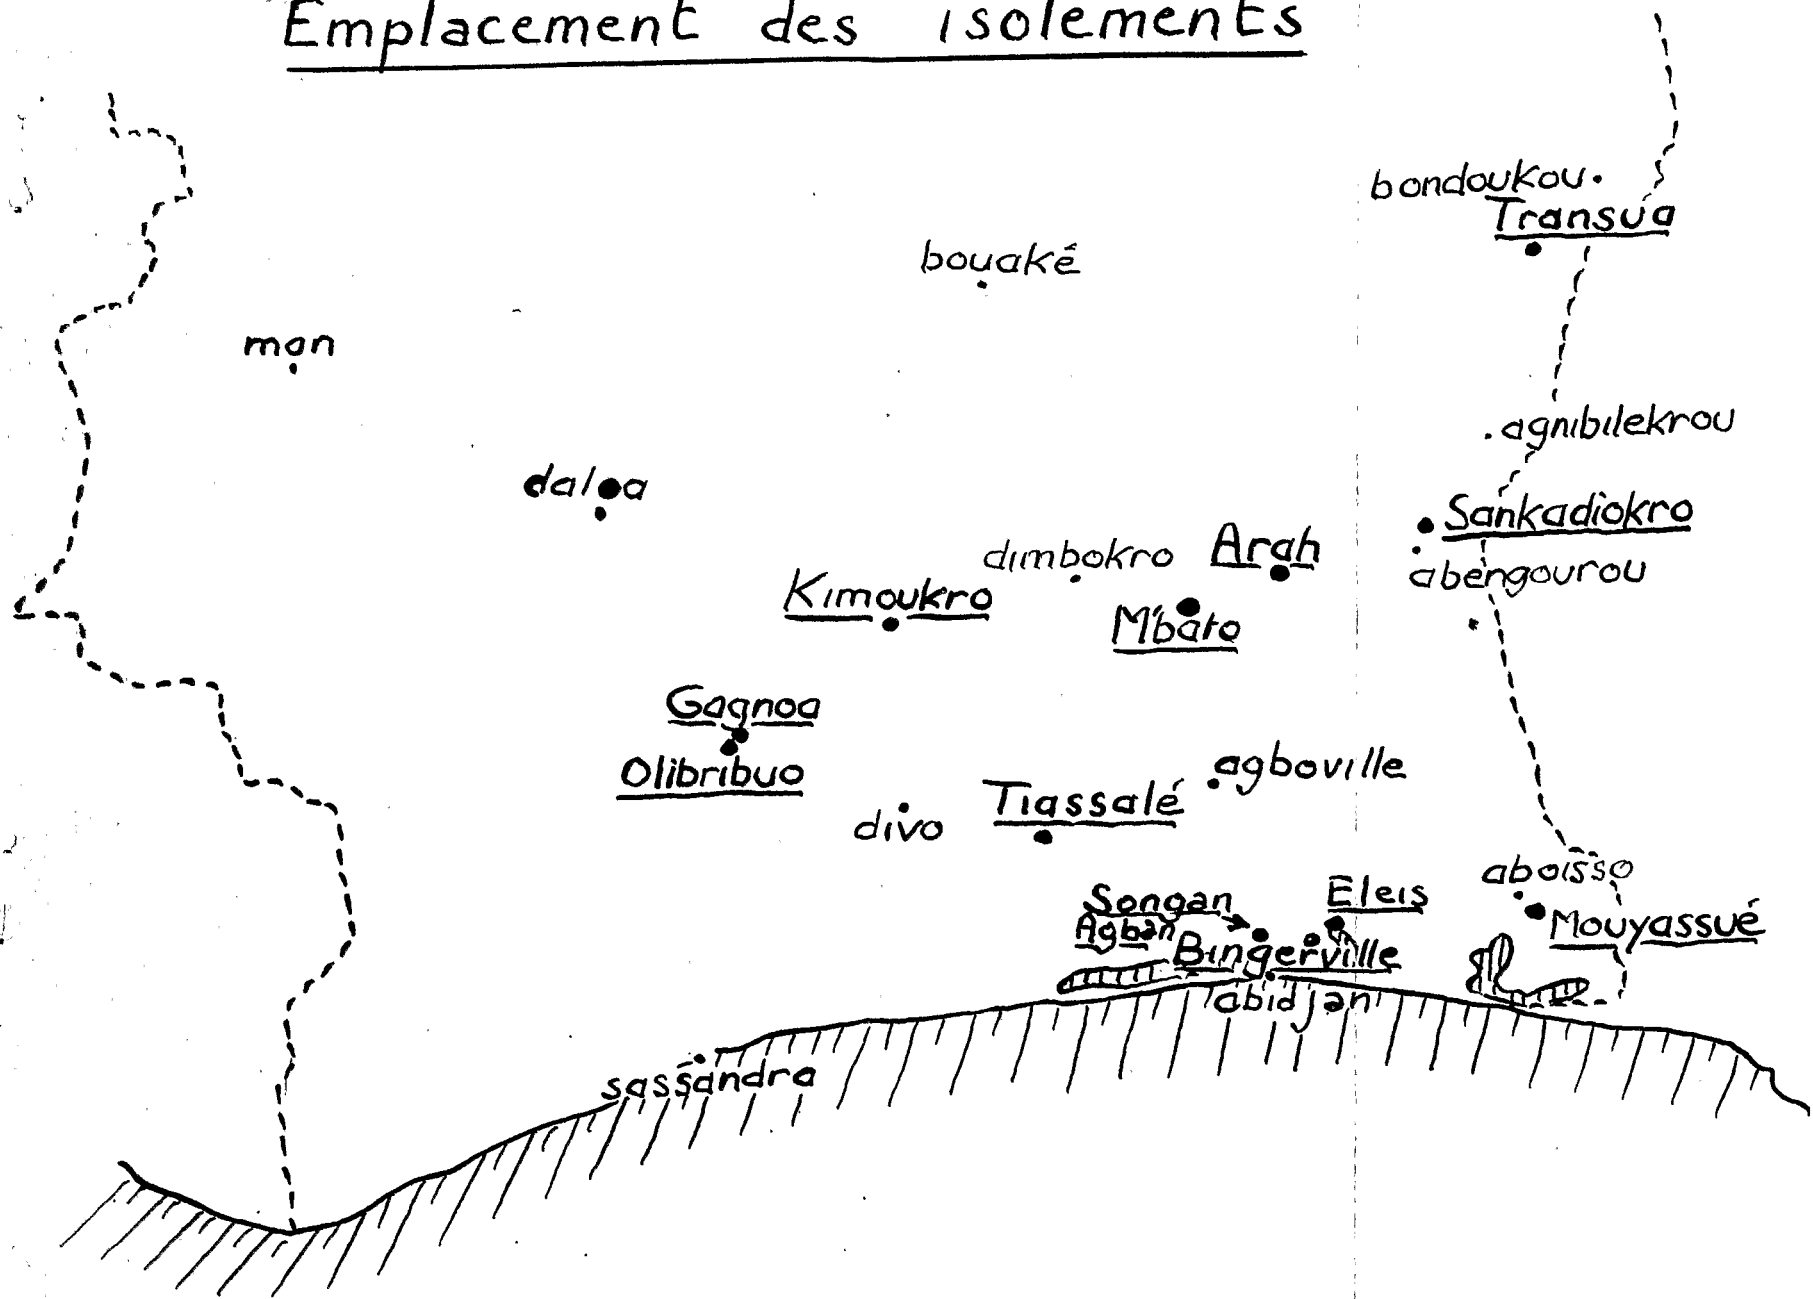 Emplacement des isolements
bondoukou
Transua
bouaké
man
agnibilekrou
daloa
Sankadiokro
dimbokro
Arah
abengourou
Kimoukro
M'bato
Gagnoa
Olibribuo
agboville
Tiassalé
divo
aboisso
Songan
Eleis
Agban
Mouyassué
Bingerville
abidjan
sassandra